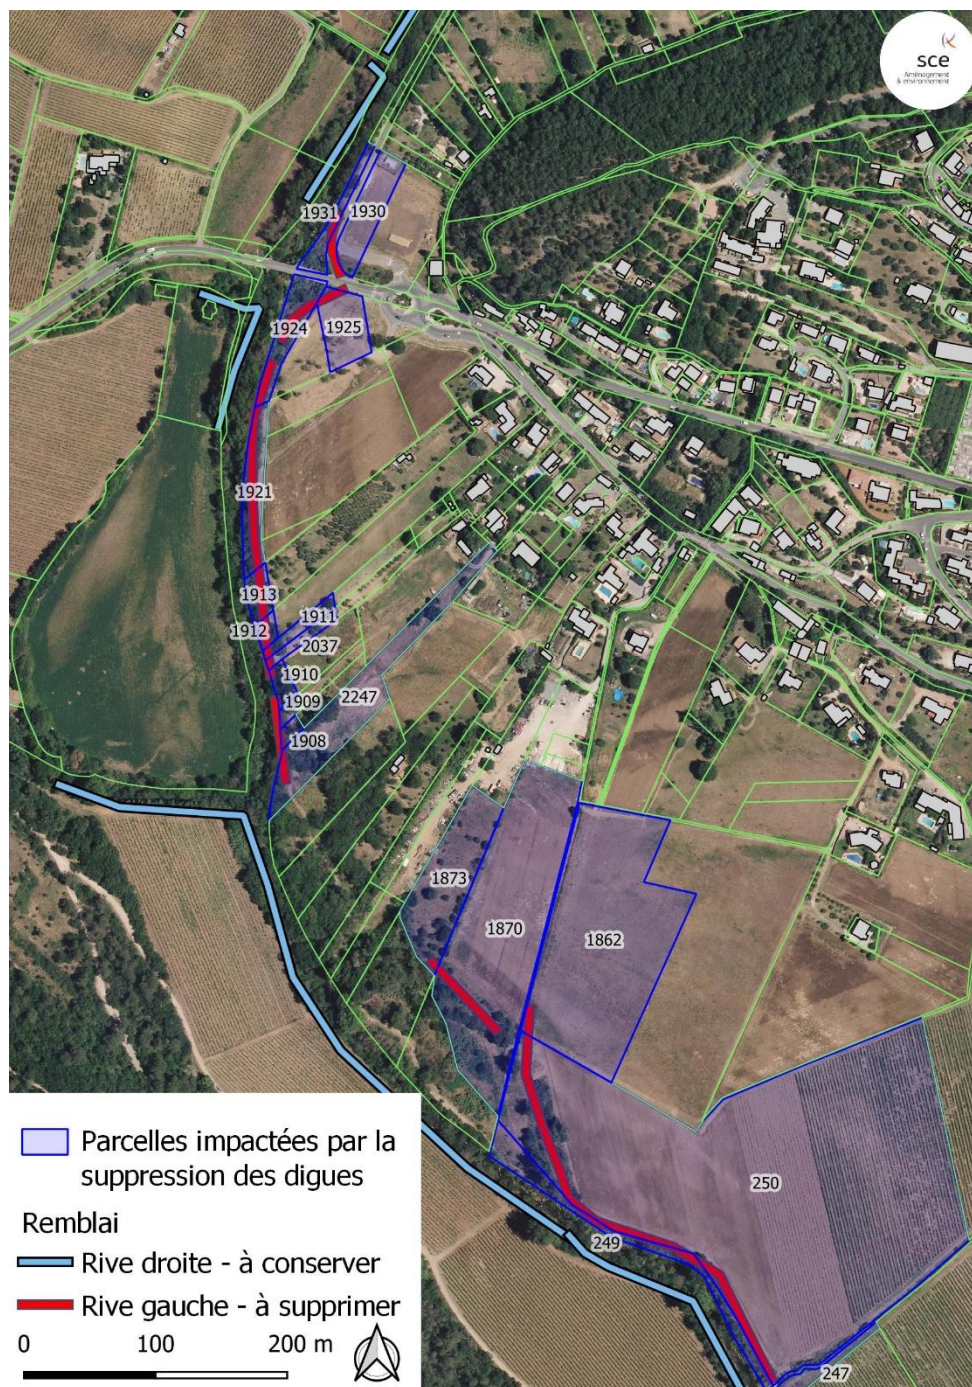 sce
Aménagement
& environnement
1931
1930
1924
1925
1921
1913
1912
1911
2037
1910
1909
2247
1908
1873
1870
1862
250
249
247
Parcelles impactées par la
suppression des digues
Remblai
Rive droite - à conserver
Rive gauche - à supprimer
0 100 200 m